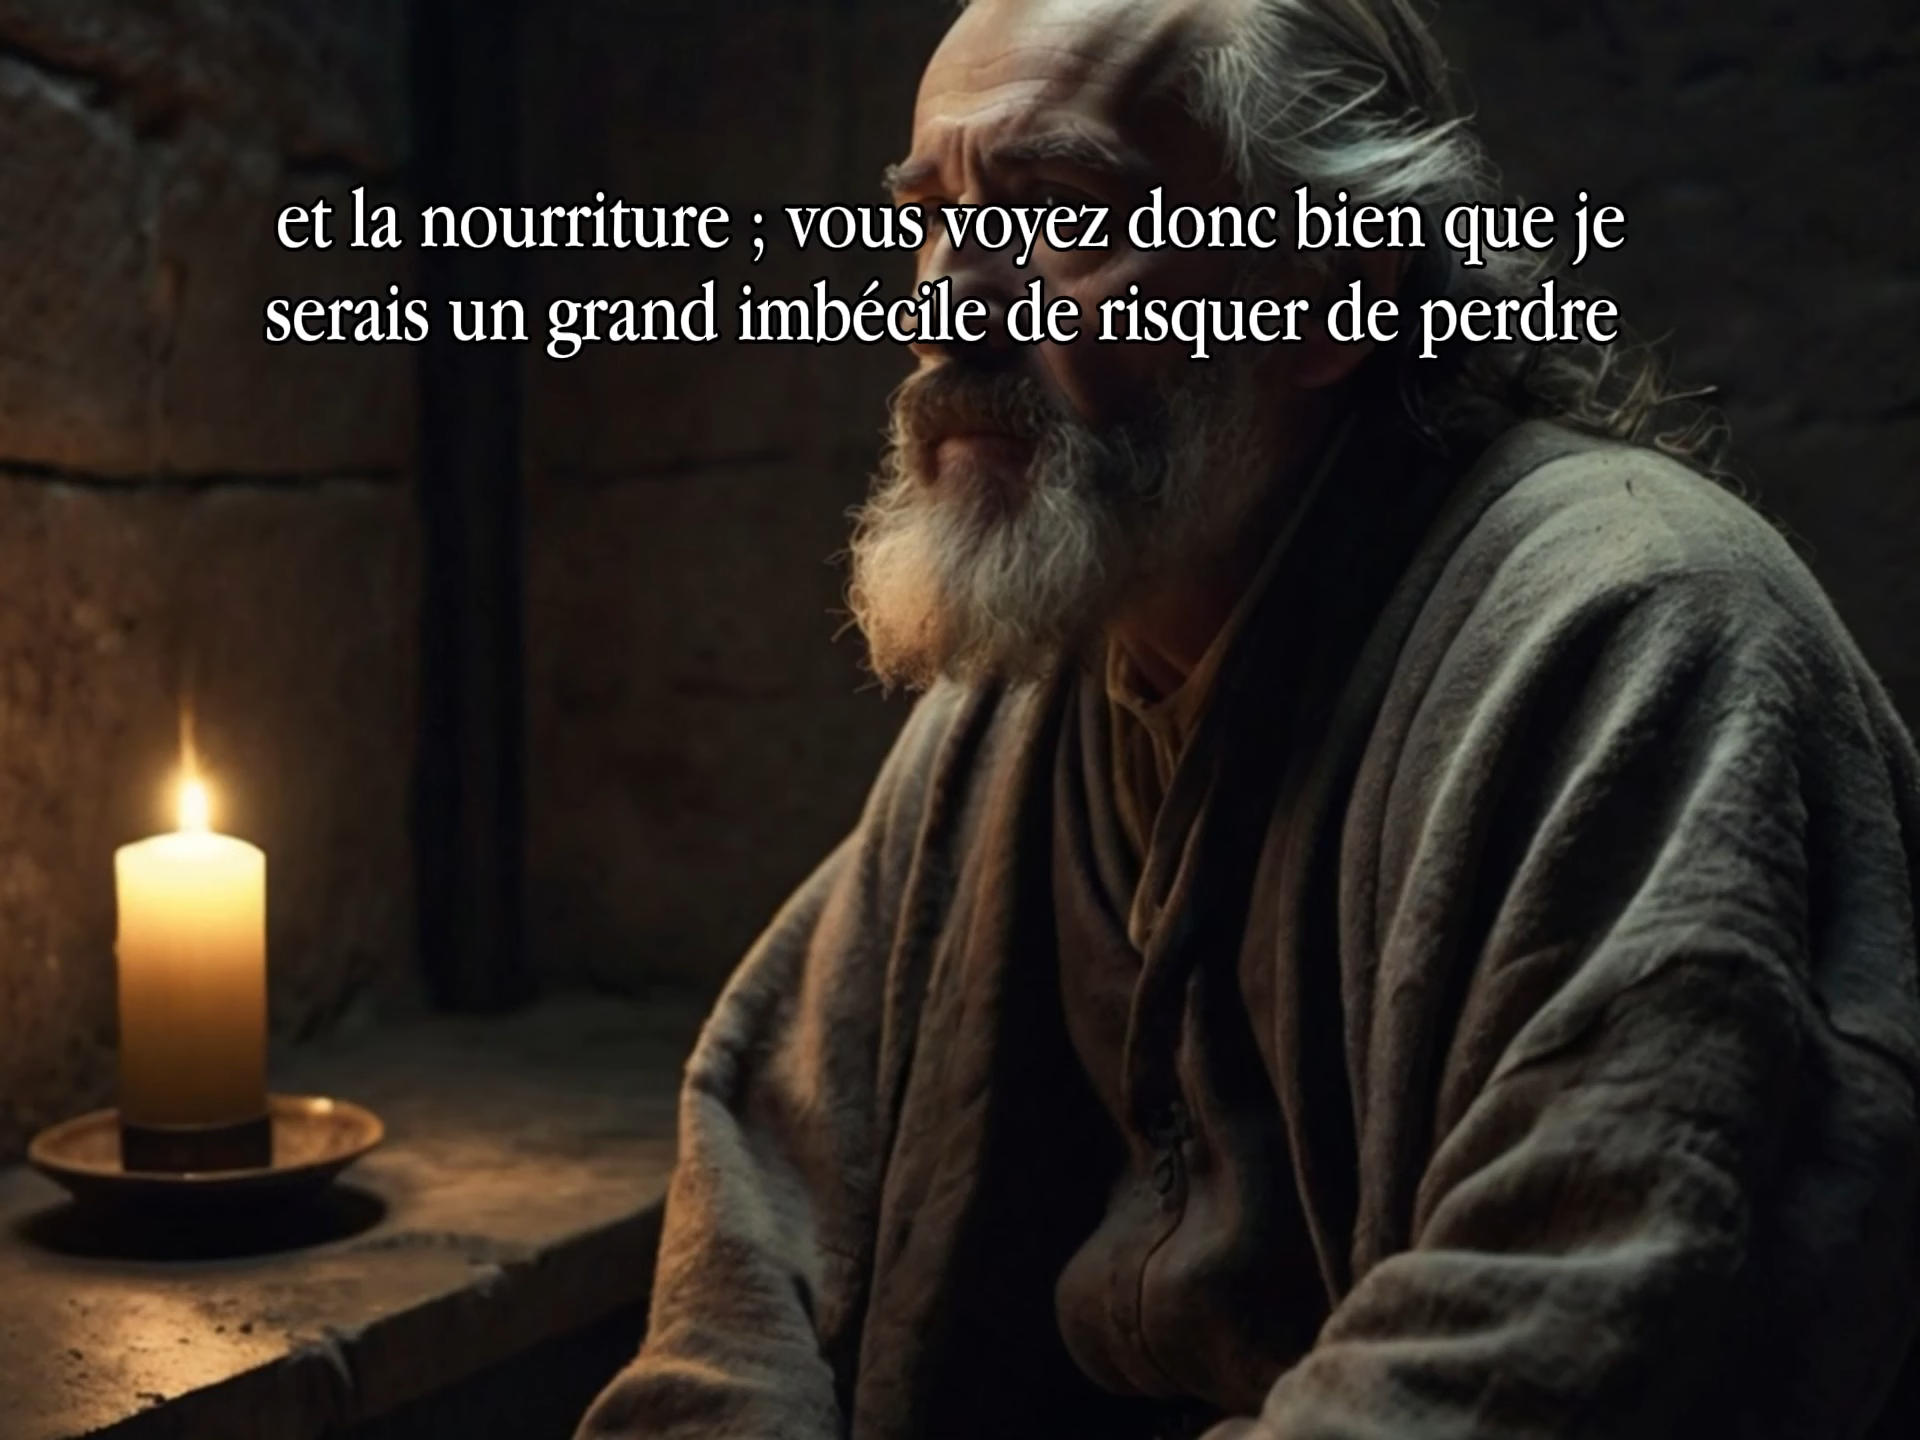 et la nourriture ; vous voyez donc bien que je
serais un grand imbécile de risquer de perdre